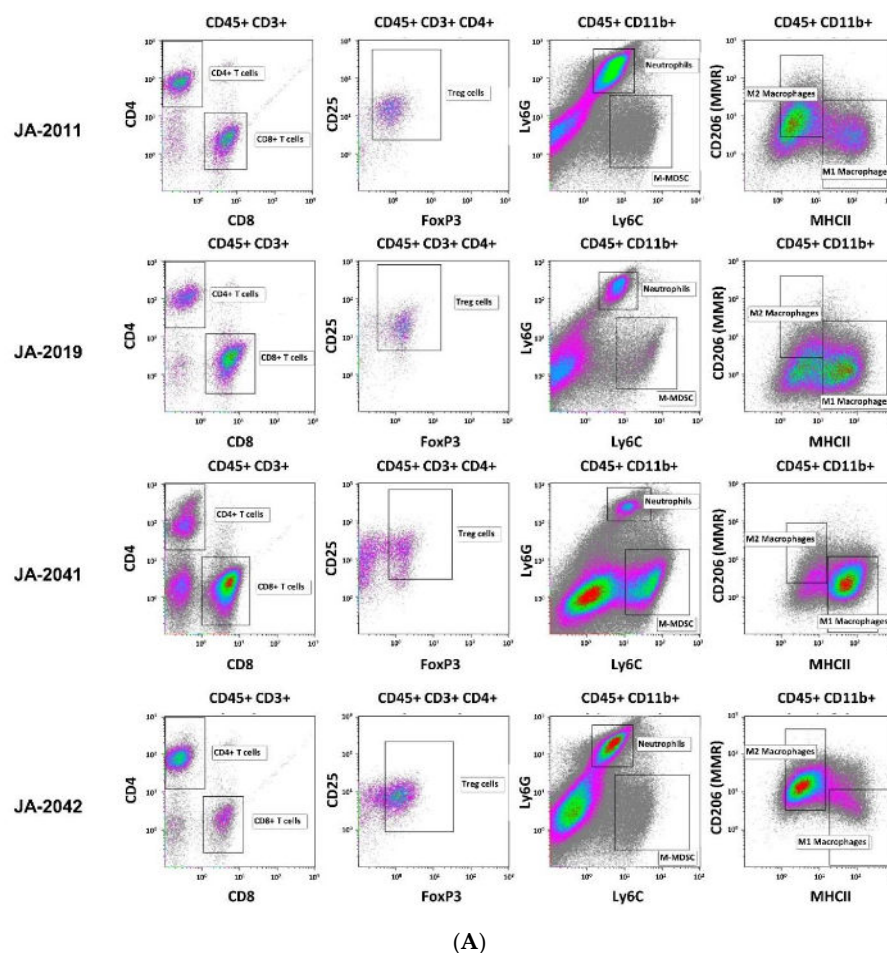 CD45+ CD3+
CD45+ CD3+ CD4+
CD45+ CD11b+
CD45+ CD11b+
JA-2011
CD4
CD4+ T cells
CD8+ T cells
CD8
CD25
Treg cells
FoxP3
Ly6G
Neutrophils
M-MDSC
Ly6C
CD206 (MMR)
M2 Macrophages
M1 Macrophages
MHCII
CD45+ CD3+
CD45+ CD3+ CD4+
CD45+ CD11b+
CD45+ CD11b+
JA-2019
CD4
CD4+ T cells
CD8+ T cells
CD8
CD25
Treg cells
FoxP3
Ly6G
Neutrophils
M-MDSC
Ly6C
CD206 (MMR)
M2 Macrophages
M1 Macrophages
MHCII
CD45+ CD3+
CD45+ CD3+ CD4+
CD45+ CD11b+
CD45+ CD11b+
JA-2041
CD4
CD4+ T cells
CD8+ T cells
CD8
CD25
Treg cells
FoxP3
Ly6G
Neutrophils
M-MDSC
Ly6C
CD206 (MMR)
M2 Macrophages
M1 Macrophages
MHCII
CD45+ CD3+
CD45+ CD3+ CD4+
CD45+ CD11b+
CD45+ CD11b+
JA-2042
CD4
CD4+ T cells
CD8+ T cells
CD8
CD25
Treg cells
FoxP3
Ly6G
Neutrophils
M-MDSC
Ly6C
CD206 (MMR)
M2 Macrophages
M1 Macrophages
MHCII
(A)